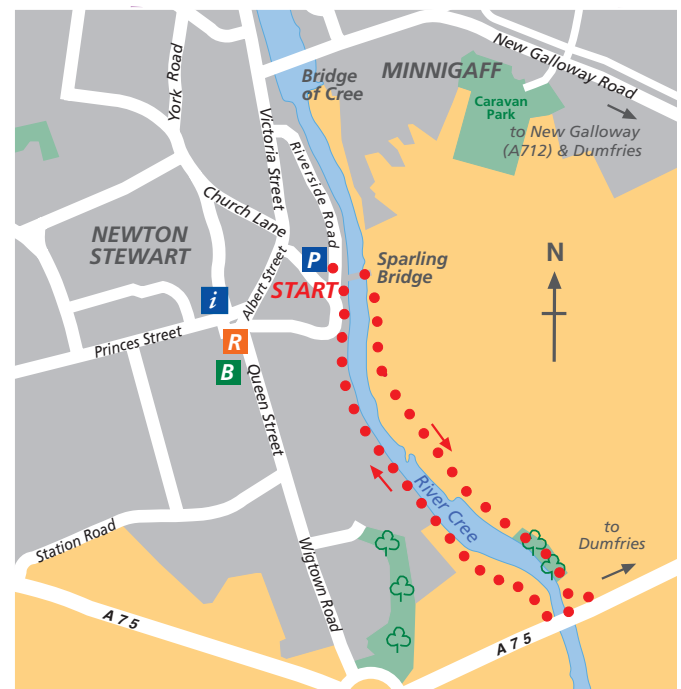 New Galloway Road
MINNIGAFF
Bridge
of Cree
Caravan
Park
York Road
Victoria Street
to New Galloway
(A712) & Dumfries
Riverside Road
Church Lane
NEWTON
STEWART
P
Sparling
Bridge
N
START
Albert Street
i
Princes Street
R
B
Queen Street
River Cree
Station Road
to
Dumfries
Wigtown Road
A 75
A 75